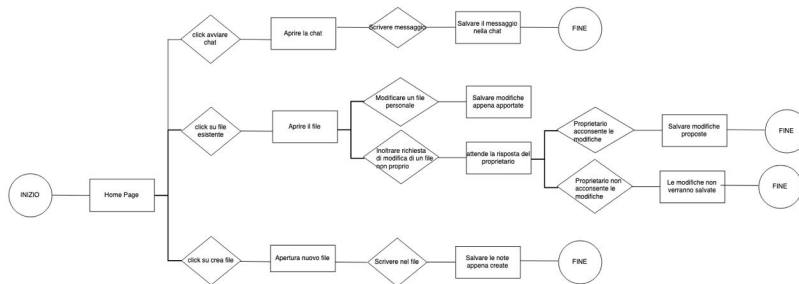 click avviare
chat
Aprire la chat
Scrivere messaggio
Salvare il messaggio
nella chat
FINE
click su file
esistente
Aprire il file
Modificare un file
personale
Salvare modifiche
appena apportate
Inoltrare richiesta
di modifica di un file
non proprio
attende la risposta del
proprietario
Proprietario
acconsente le
modifiche
Salvare modifiche
proposte
FINE
Proprietario non
acconsente le
modifiche
Le modifiche non
verranno salvate
FINE
INIZIO
Home Page
click su crea file
Apertura nuovo file
Scrivere nel file
Salvare le note
appena create
FINE